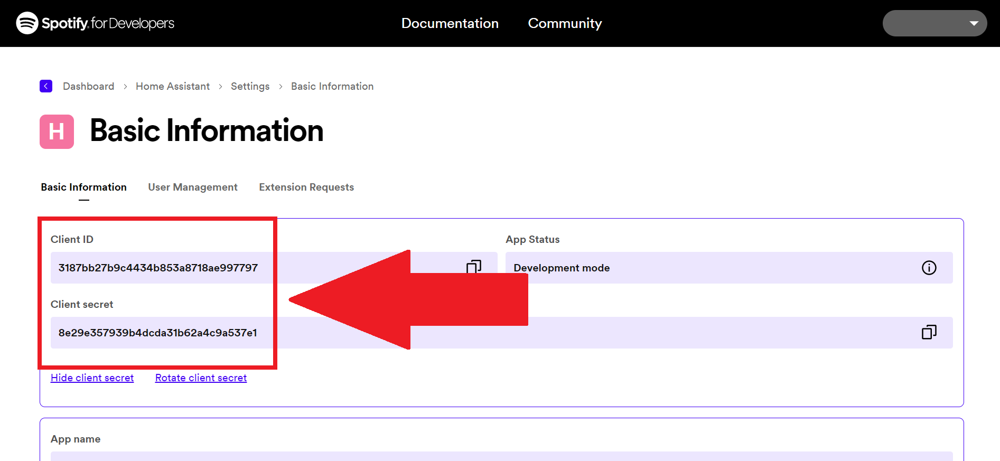 Spotify for Developers
Documentation
Community
Dashboard > Home Assistant > Settings > Basic Information
H
Basic Information
Basic Information
User Management
Extension Requests
Client ID
3187bb27b9c4434b853a8718ae997797
App Status
Development mode
Client secret
8e29e357939b4dcda31b62a4c9a537e1
Hide client secret
Rotate client secret
App name